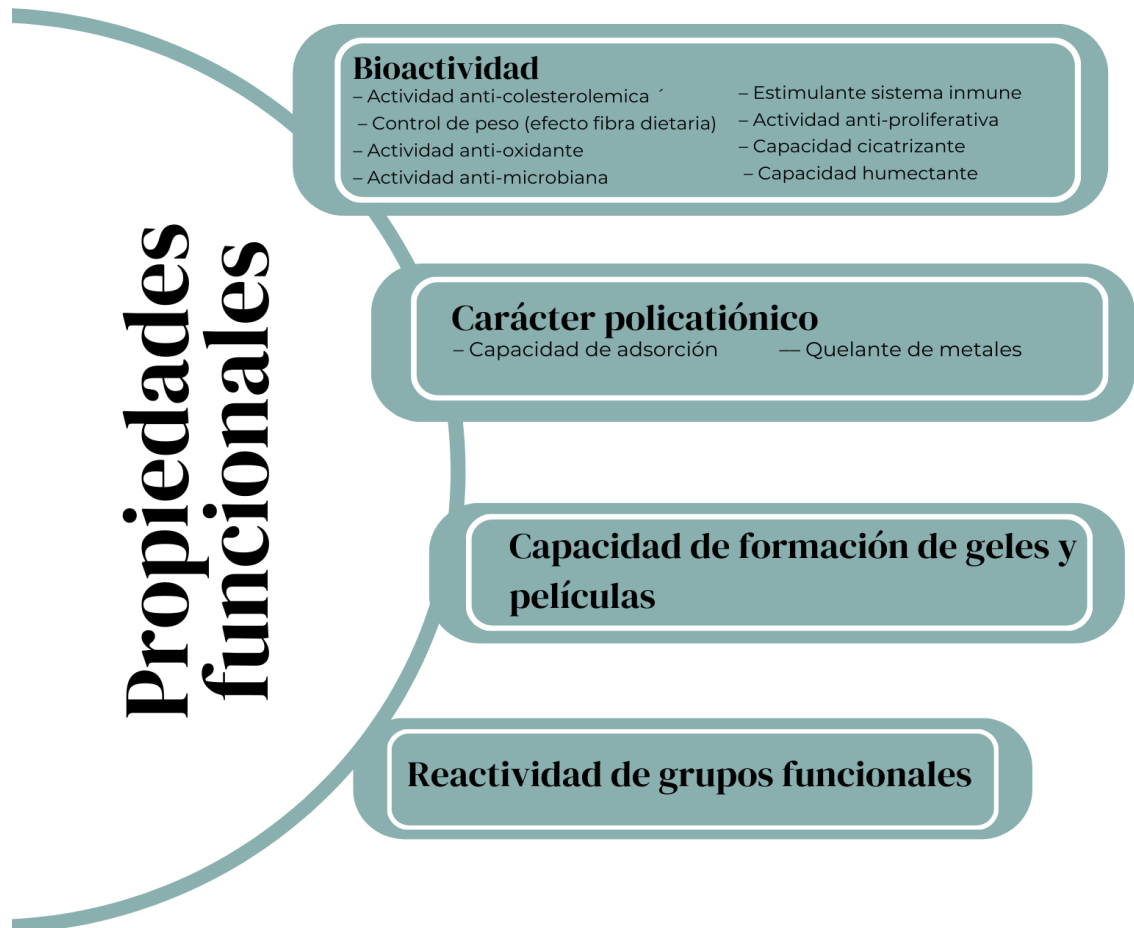 Propiedades
funcionales
Bioactividad
– Actividad anti-colesterolemica ´
– Control de peso (efecto fibra dietaria)
– Actividad anti-oxidante
– Actividad anti-microbiana
– Estimulante sistema inmune
– Actividad anti-proliferativa
– Capacidad cicatrizante
– Capacidad humectante
Carácter policatiónico
– Capacidad de adsorción
–– Quelante de metales
Capacidad de formación de geles y
películas
Reactividad de grupos funcionales